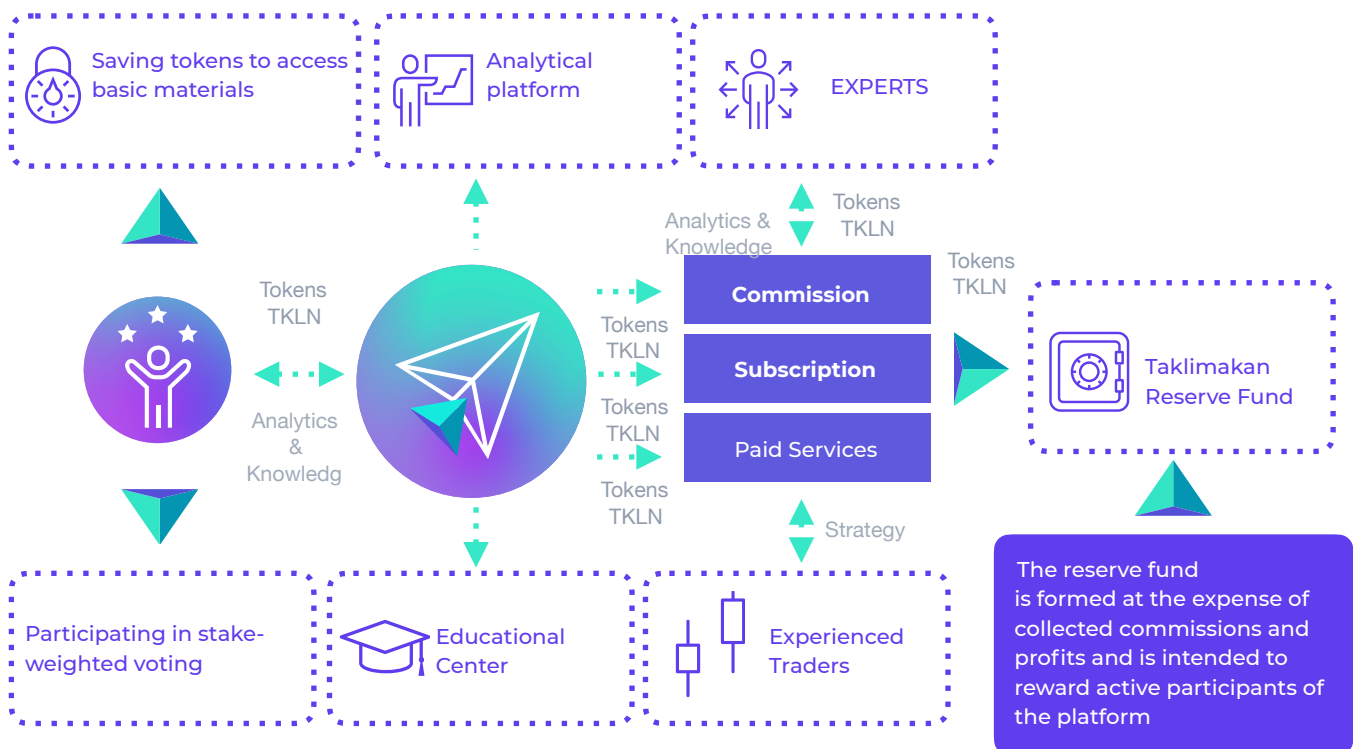 Saving tokens to access
basic materials
Analytical
platform
EXPERTS
Analytics &
Knowledge
Tokens
TKLN
Tokens
TKLN
Tokens
TKLN
Analytics
&
Knowledg
Tokens
TKLN
Tokens
TKLN
Tokens
TKLN
Commission
Subscription
Paid Services
Taklimakan
Reserve Fund
Strategy
Participating in stake-
weighted voting
Educational
Center
Experienced
Traders
The reserve fund
is formed at the expense of
collected commissions and
profits and is intended to
reward active participants of
the platform